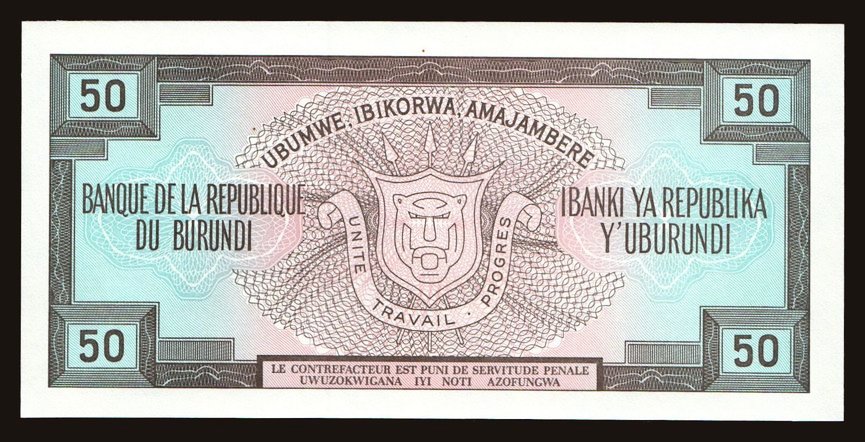 50
50
UBUMWE, IBIKORWA, AMAJAMBERE
BANQUE DE LA REPUBLIQUE
DU BURUNDI
IBANKI YA REPUBLIKA
Y'UBURUNDI
UNITE TRAVAIL · PROGRES
50
50
LE CONTREFACTEUR EST PUNI DE SERVITUDE PENALE
UWUZOKWIGANA IYI NOTI AZOFUNGWA